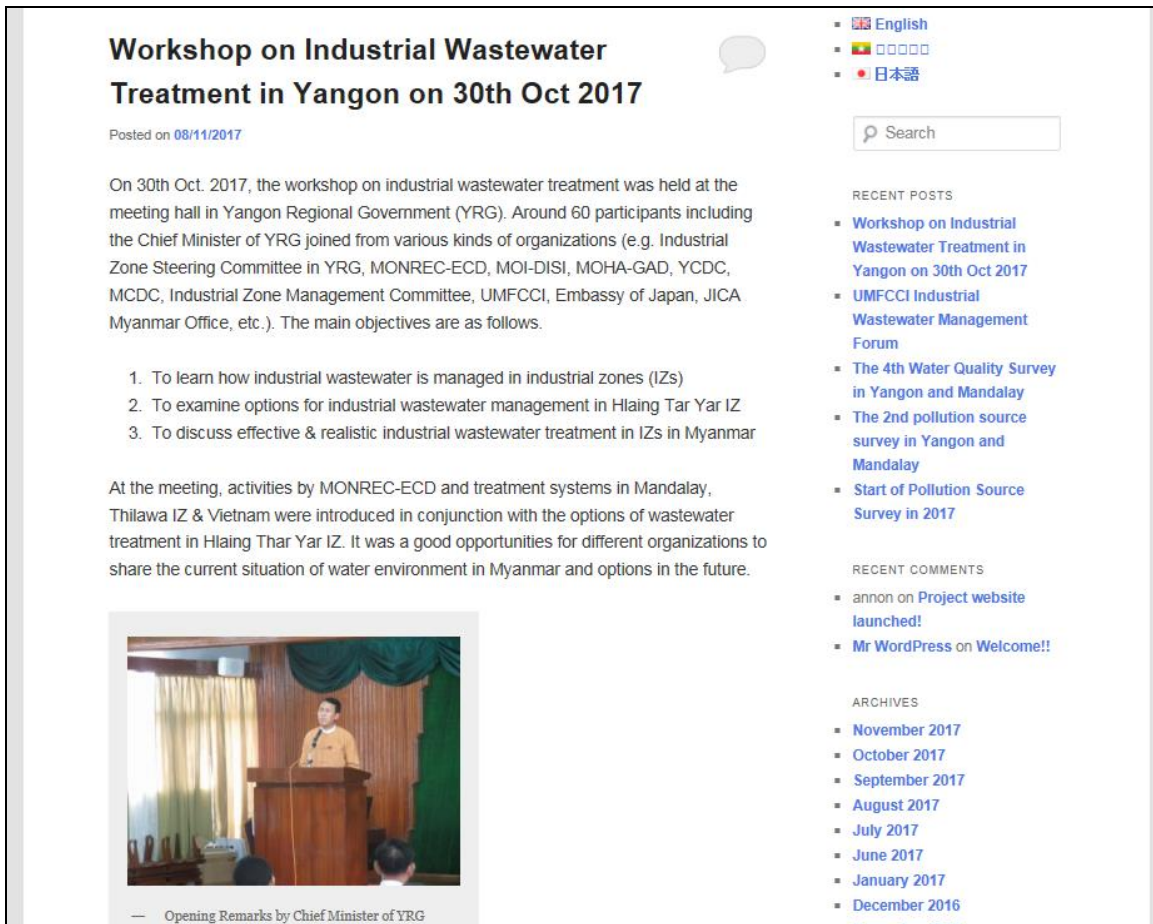 Workshop on Industrial Wastewater
Treatment in Yangon on 30th Oct 2017
Posted on 08/11/2017
On 30th Oct. 2017, the workshop on industrial wastewater treatment was held at the
meeting hall in Yangon Regional Government (YRG). Around 60 participants including
the Chief Minister of YRG joined from various kinds of organizations (e.g. Industrial
Zone Steering Committee in YRG, MONREC-ECD, MOI-DISI, MOHA-GAD, YCDC,
MCDC, Industrial Zone Management Committee, UMFCCI, Embassy of Japan, JICA
Myanmar Office, etc.). The main objectives are as follows.
1. To learn how industrial wastewater is managed in industrial zones (IZs)
2. To examine options for industrial wastewater management in Hlaing Tar Yar IZ
3. To discuss effective & realistic industrial wastewater treatment in IZs in Myanmar
At the meeting, activities by MONREC-ECD and treatment systems in Mandalay,
Thilawa IZ & Vietnam were introduced in conjunction with the options of wastewater
treatment in Hlaing Thar Yar IZ. It was a good opportunities for different organizations to
share the current situation of water environment in Myanmar and options in the future.
— Opening Remarks by Chief Minister of YRG
English
日本語
Search
RECENT POSTS
Workshop on Industrial
Wastewater Treatment in
Yangon on 30th Oct 2017
UMFCCI Industrial
Wastewater Management
Forum
The 4th Water Quality Survey
in Yangon and Mandalay
The 2nd pollution source
survey in Yangon and
Mandalay
Start of Pollution Source
Survey in 2017
RECENT COMMENTS
annon on Project website
launched!
Mr WordPress on Welcome!!
ARCHIVES
November 2017
October 2017
September 2017
August 2017
July 2017
June 2017
January 2017
December 2016